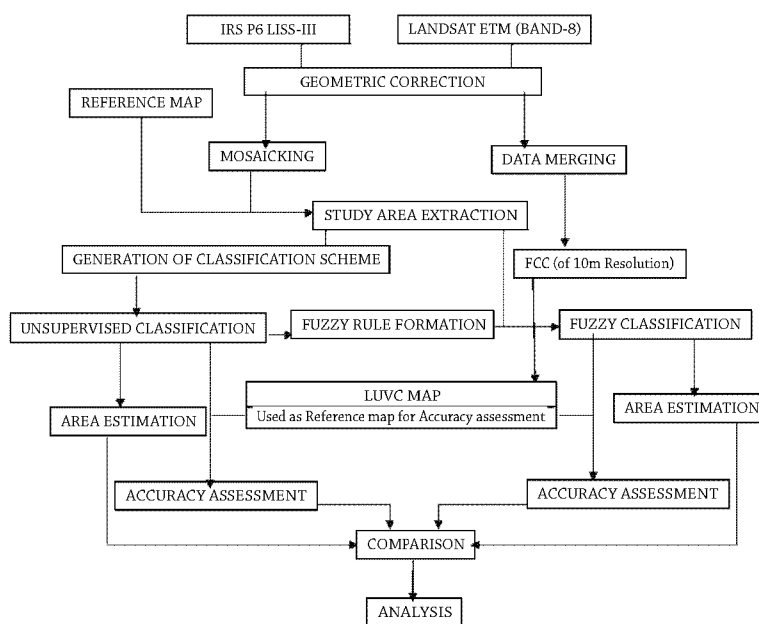 IRS P6 LISS-III
LANDSAT ETM (BAND-8)
GEOMETRIC CORRECTION
REFERENCE MAP
MOSAICKING
DATA MERGING
STUDY AREA EXTRACTION
GENERATION OF CLASSIFICATION SCHEME
FCC (of 10m Resolution)
UNSUPERVISED CLASSIFICATION
FUZZY RULE FORMATION
FUZZY CLASSIFICATION
LUVC MAP
Used as Reference map for Accuracy assessment
AREA ESTIMATION
AREA ESTIMATION
ACCURACY ASSESSMENT
ACCURACY ASSESSMENT
COMPARISON
ANALYSIS